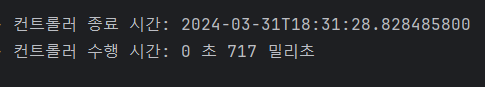 컨트롤러 종료 시간: 2024-03-31T18:31:28.828485800
컨트롤러 수행 시간: 0 초 717 밀리초